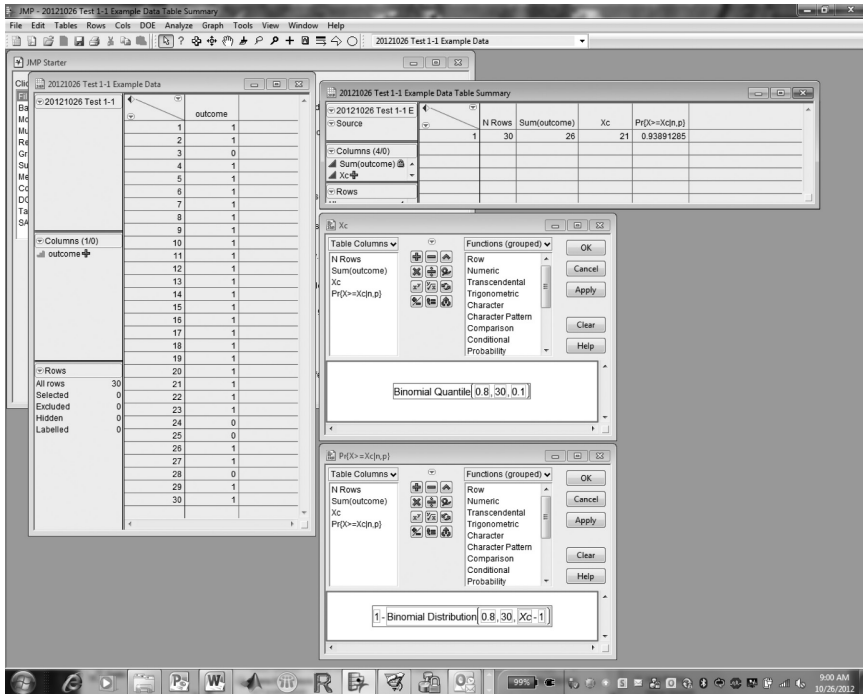 JMP - 20121026 Test 1-1 Example Data Table Summary
File Edit Tables Rows Cols DOE Analyze Graph Tools View Window Help
20121026 Test 1-1 Example Data
JMP Starter
20121026 Test 1-1 Example Data
20121026 Test 1-1
outcome
1 1
2 1
3 0
4 1
5 1
6 1
7 1
8 1
9 1
10 1
11 1
12 1
13 1
14 1
15 1
16 1
17 1
18 1
19 1
20 1
21 1
22 1
23 1
24 0
25 0
26 1
27 1
28 0
29 1
30 1
Columns (1/0)
outcome
Rows
All rows 30
Selected 0
Excluded 0
Hidden 0
Labelled 0
20121026 Test 1-1 Example Data Table Summary
20121026 Test 1-1 E
Source
N Rows Sum(outcome) Xc Pr{X>=Xc|n,p}
1 30 26 21 0.93891285
Columns (4/0)
Sum(outcome)
Xc
Rows
Xc
Table Columns
N Rows
Sum(outcome)
Xc
Pr{X>=Xc|n,p}
Functions (grouped)
Row
Numeric
Transcendental
Trigonometric
Character
Character Pattern
Comparison
Conditional
Probability
OK
Cancel
Apply
Clear
Help
Binomial Quantile(0.8, 30, 0.1)
Pr{X>=Xc|n,p}
Table Columns
N Rows
Sum(outcome)
Xc
Pr{X>=Xc|n,p}
Functions (grouped)
Row
Numeric
Transcendental
Trigonometric
Character
Character Pattern
Comparison
Conditional
Probability
OK
Cancel
Apply
Clear
Help
1 - Binomial Distribution(0.8, 30, Xc - 1)
99%
9:00 AM
10/26/2012